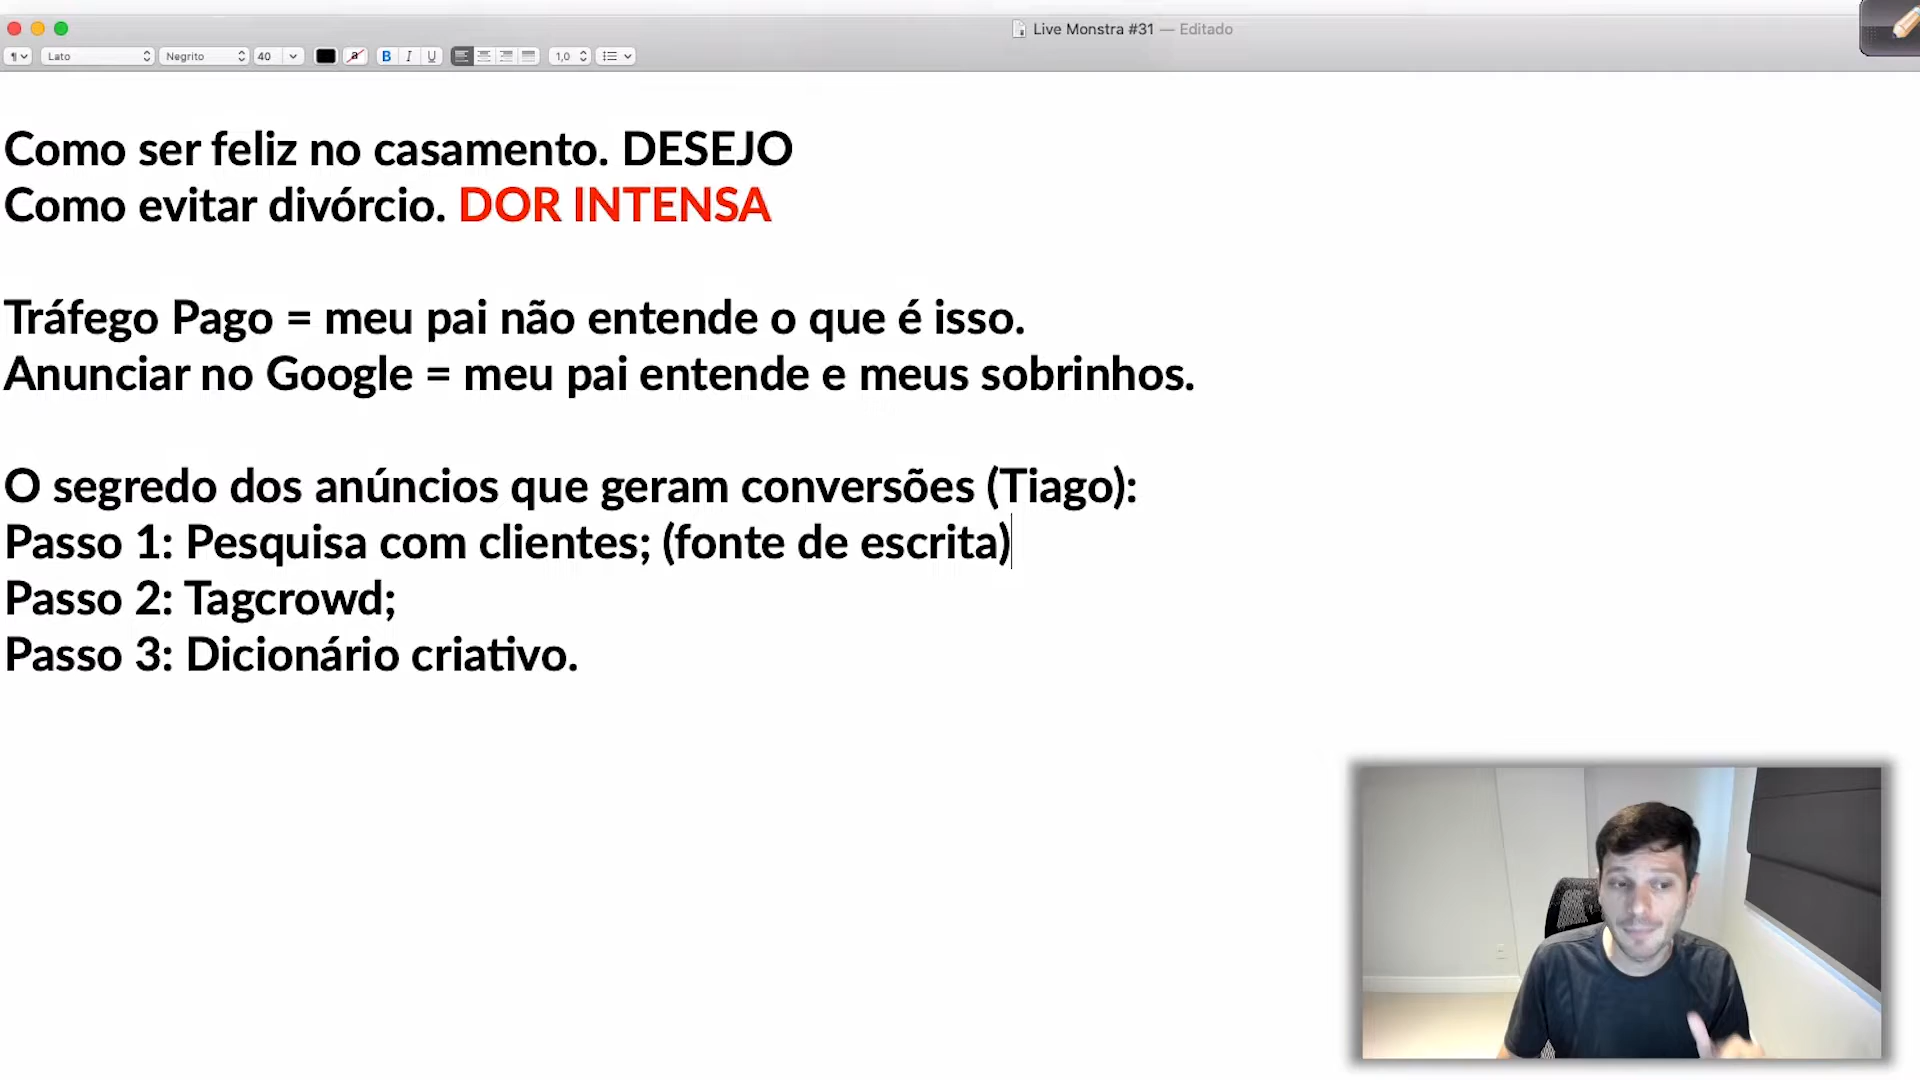 Live Monstra #31 — Editado
Lato
Negrito
40
B I U
1,0
Como ser feliz no casamento. DESEJO
Como evitar divórcio. DOR INTENSA
Tráfego Pago = meu pai não entende o que é isso.
Anunciar no Google = meu pai entende e meus sobrinhos.
O segredo dos anúncios que geram conversões (Tiago):
Passo 1: Pesquisa com clientes; (fonte de escrita)
Passo 2: Tagcrowd;
Passo 3: Dicionário criativo.